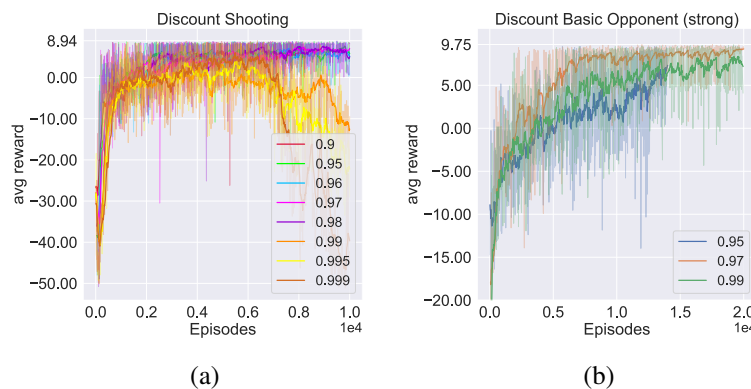 Discount Shooting
8.94
0.00
−10.00
−20.00
−30.00
−40.00
−50.00
avg reward
0.9
0.95
0.96
0.97
0.98
0.99
0.995
0.999
0.0 0.2 0.4 0.6 0.8 1.0
Episodes
1e4
(a)
Discount Basic Opponent (strong)
9.75
5.00
0.00
−5.00
−10.00
−15.00
−20.00
avg reward
0.95
0.97
0.99
0.0 0.5 1.0 1.5 2.0
Episodes
1e4
(b)